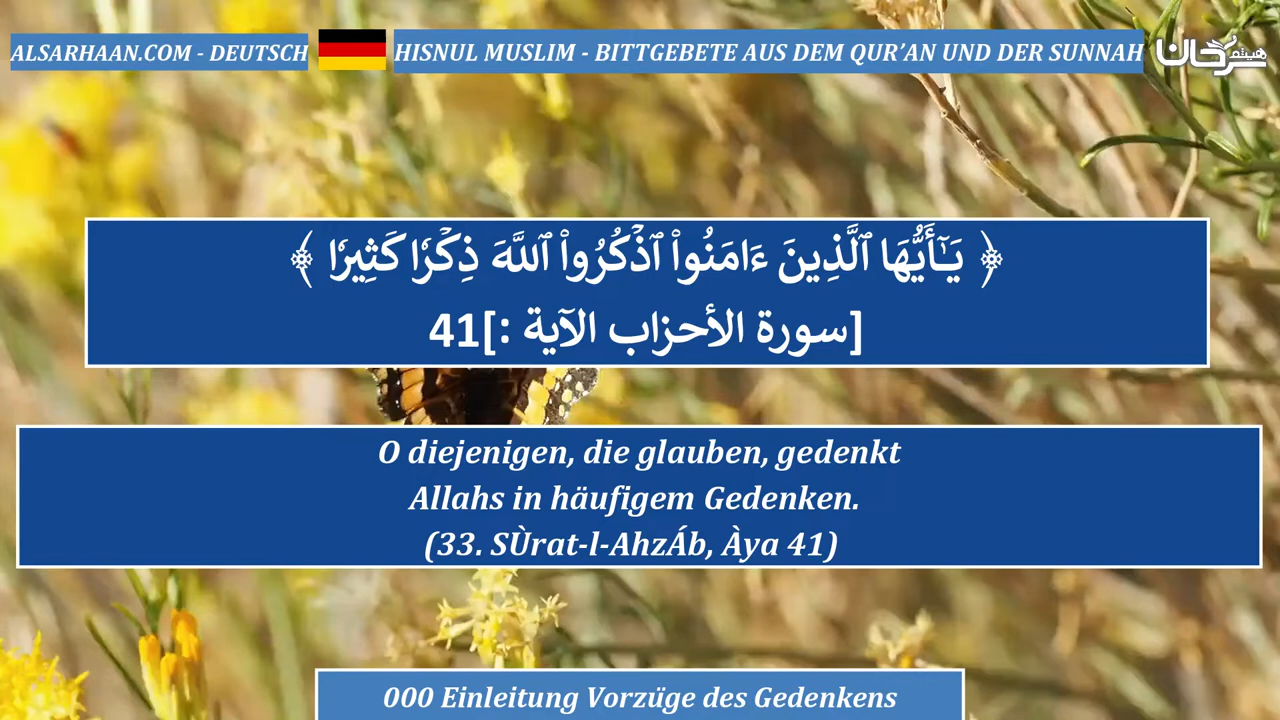 ALSARHAAN.COM - DEUTSCH
HISNUL MUSLIM - BITTGEBETE AUS DEM QUR’AN UND DER SUNNAH
هيثم سرحان
﴿ يَـٰٓأَيُّهَا ٱلَّذِينَ ءَامَنُوا۟ ٱذْكُرُوا۟ ٱللَّهَ ذِكْرًا كَثِيرًا ﴾
[سورة الأحزاب الآية :]41
O diejenigen, die glauben, gedenkt
Allahs in häufigem Gedenken.
(33. SÙrat-l-AhzÁb, Àya 41)
000 Einleitung Vorzüge des Gedenkens